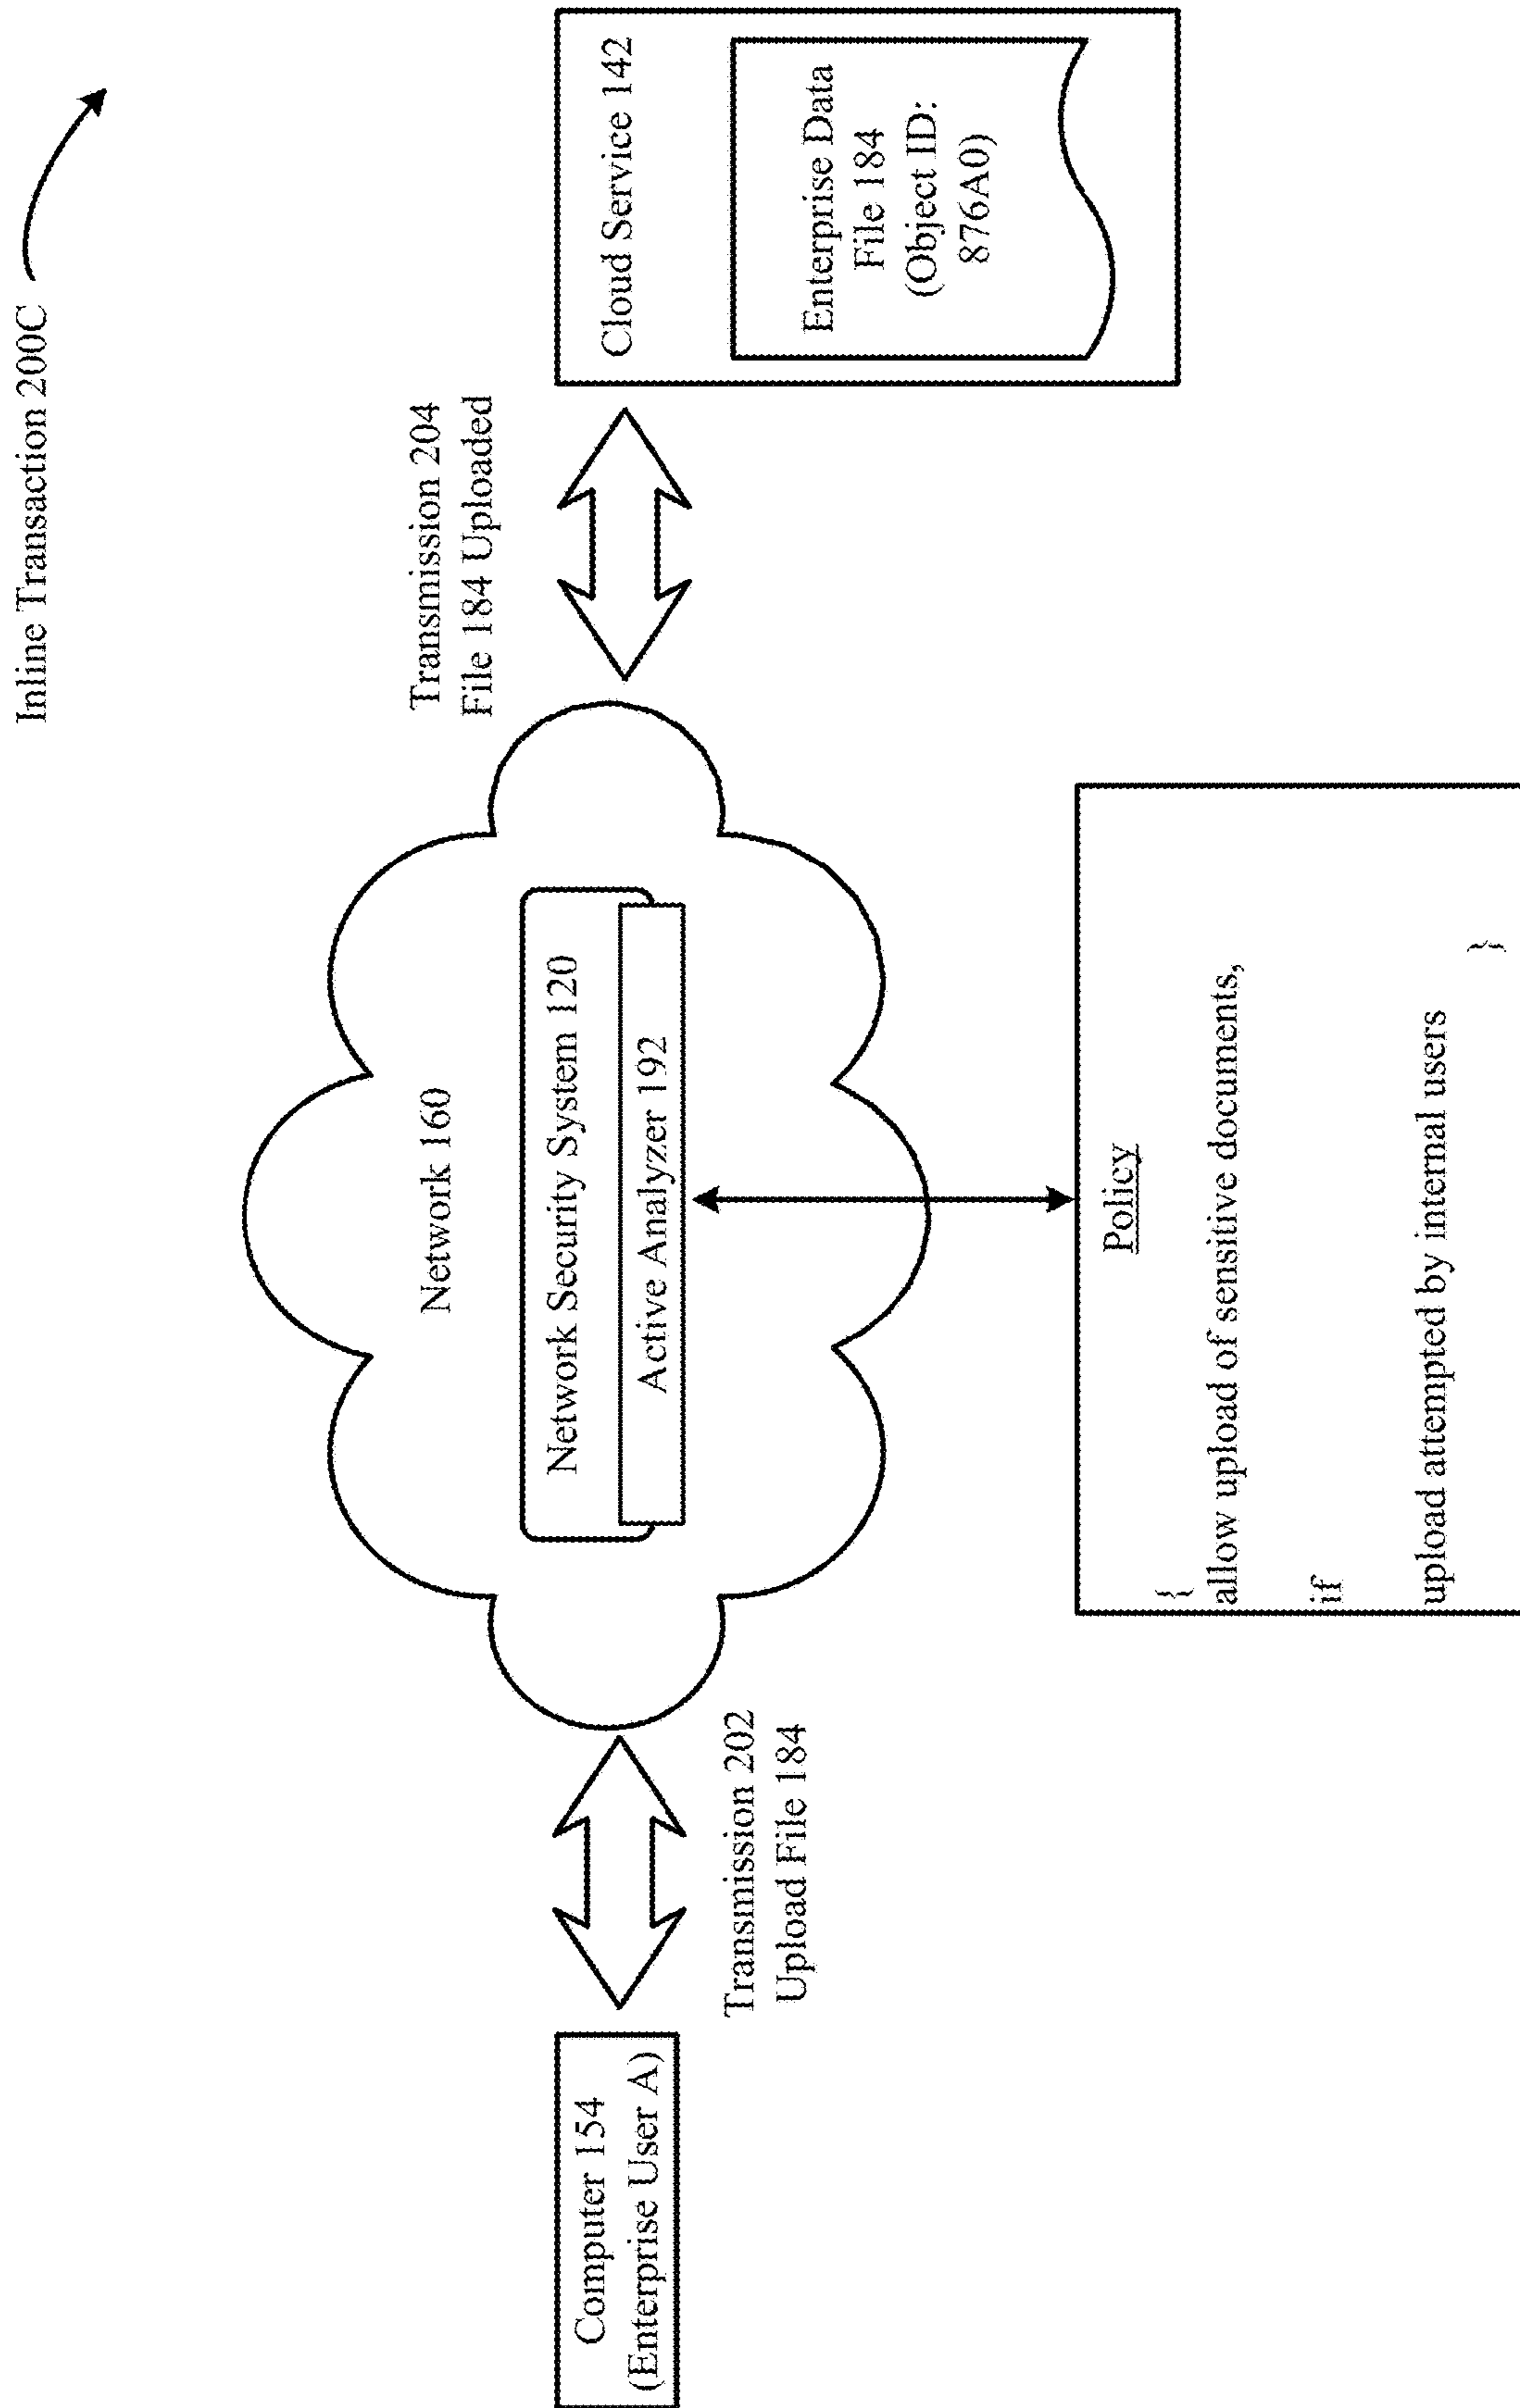 Inline Transaction 200C
Transmission 204
File 184 Uploaded
Cloud Service 142
Enterprise Data
File 184
(Object ID:
876A0)
Network 160
Network Security System 120
Active Analyzer 192
Computer 154
(Enterprise User A)
Transmission 202
Upload File 184
Policy
{
allow upload of sensitive documents,
if
upload attempted by internal users
}